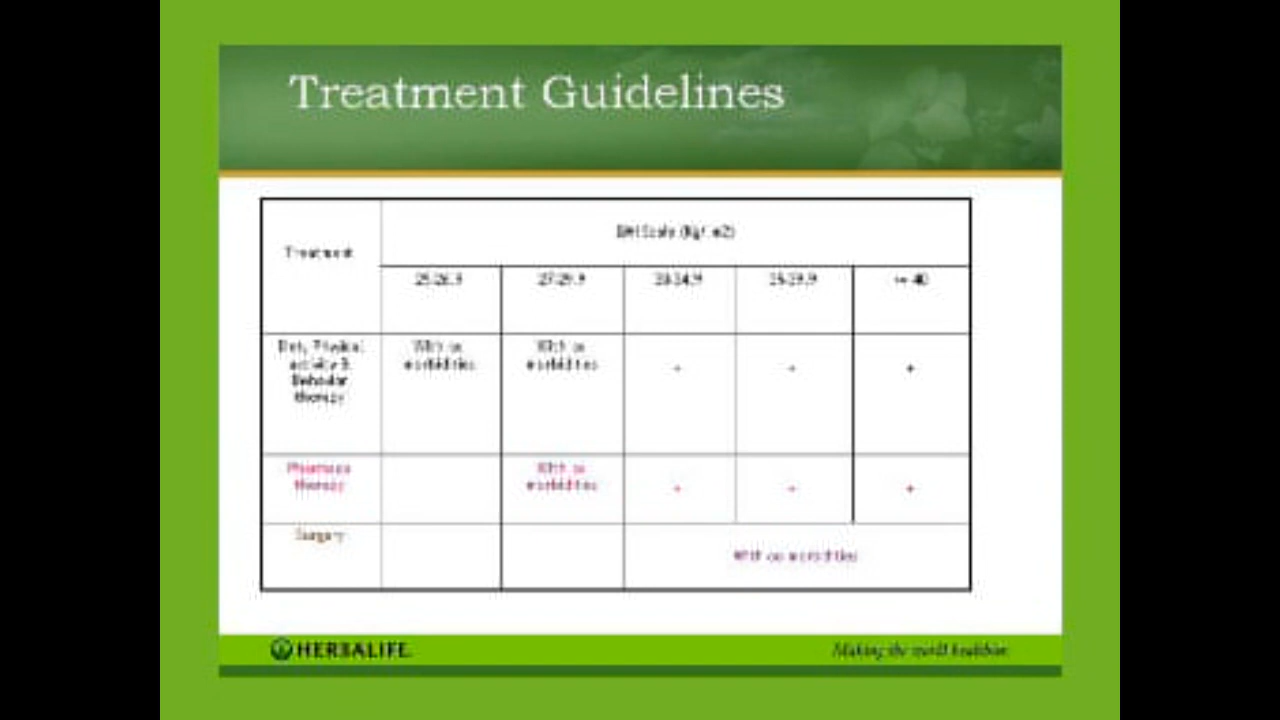 Treatment Guidelines
Treatment
BMI Scale (Kg/ m2)
25-26.9
27-29.9
30-34.9
35-39.9
>= 40
Diet, Physical
activity &
Behavior
therapy
With co
morbidities
With co
morbidities
+
+
+
Pharmaco
therapy
With co
morbidities
+
+
+
Surgery
With co morbidities
HERBALIFE.
Making the world healthier.